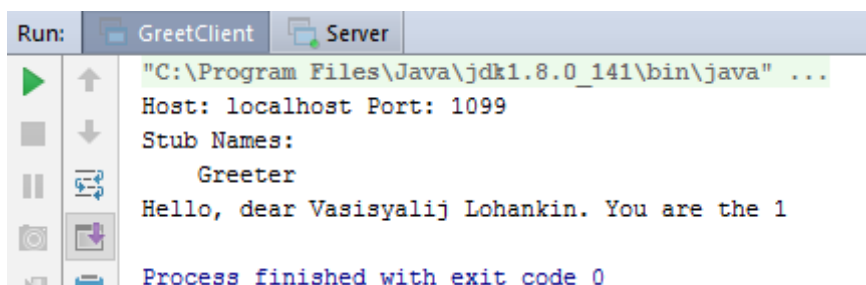 Run: GreetClient Server
"C:\Program Files\Java\jdk1.8.0_141\bin\java" ...
Host: localhost Port: 1099
Stub Names:
Greeter
Hello, dear Vasisyalij Lohankin. You are the 1
Process finished with exit code 0